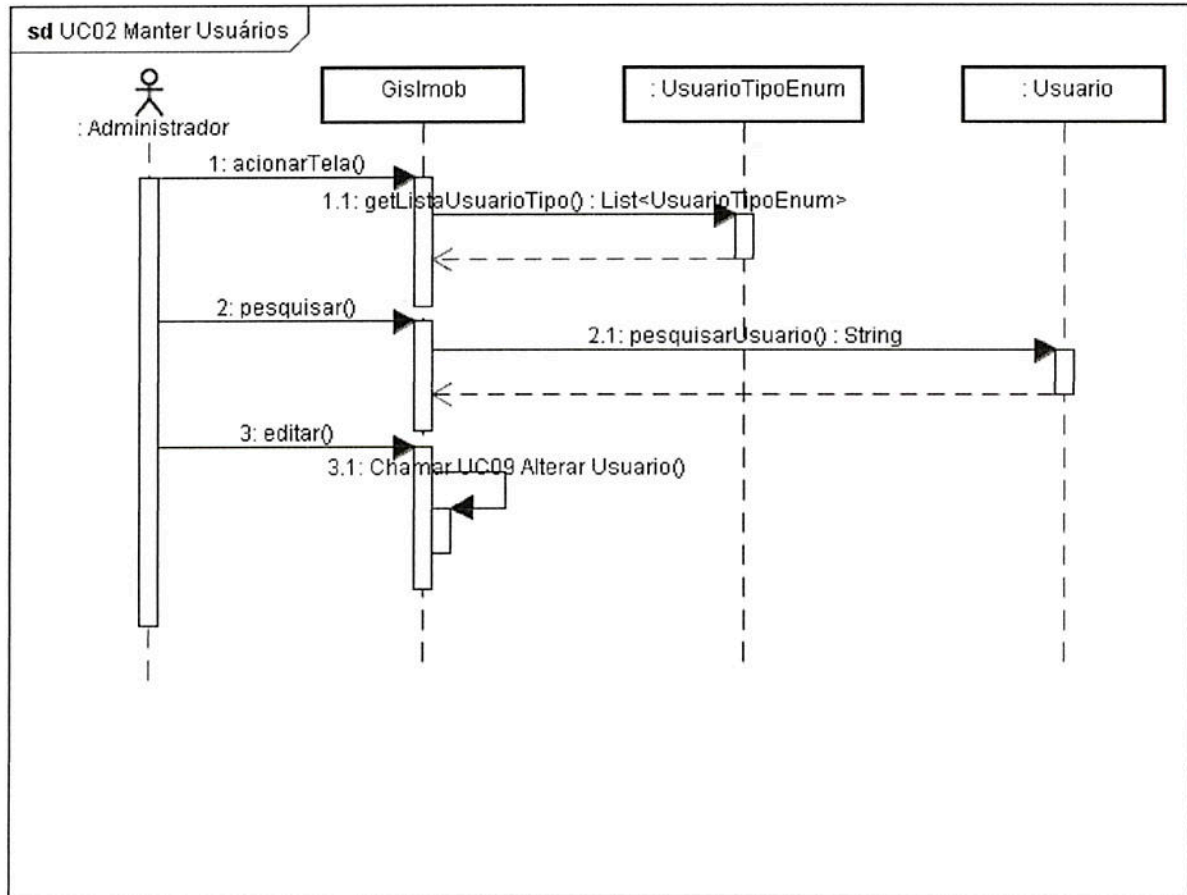 sd UC02 Manter Usuários
: Administrador
GisImob
: UsuarioTipoEnum
: Usuario
1: acionarTela()
1.1: getListaUsuarioTipo() : List<UsuarioTipoEnum>
2: pesquisar()
2.1: pesquisarUsuario() : String
3: editar()
3.1: Chamar UC09 Alterar Usuario()